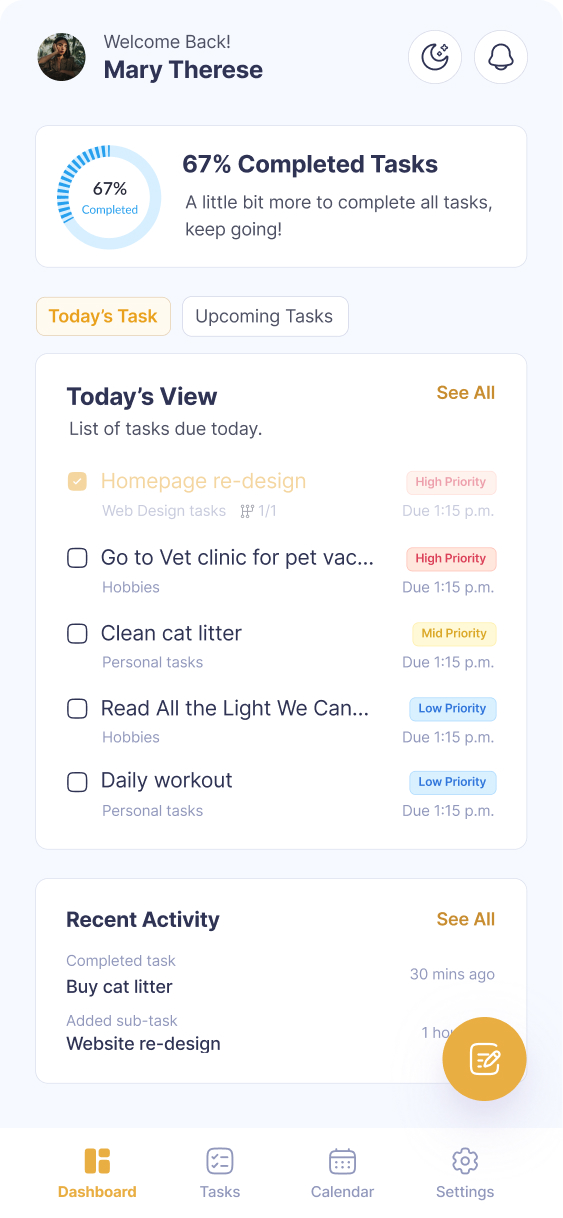 Welcome Back!
Mary Therese
67%
Completed
67% Completed Tasks
A little bit more to complete all tasks,
keep going!
Today’s Task
Upcoming Tasks
Today’s View
See All
List of tasks due today.
Homepage re-design
High Priority
Web Design tasks 1/1
Due 1:15 p.m.
Go to Vet clinic for pet vac...
High Priority
Hobbies
Due 1:15 p.m.
Clean cat litter
Mid Priority
Personal tasks
Due 1:15 p.m.
Read All the Light We Can...
Low Priority
Hobbies
Due 1:15 p.m.
Daily workout
Low Priority
Personal tasks
Due 1:15 p.m.
Recent Activity
See All
Completed task
Buy cat litter
30 mins ago
Added sub-task
Website re-design
1
Dashboard
Tasks
Calendar
Settings